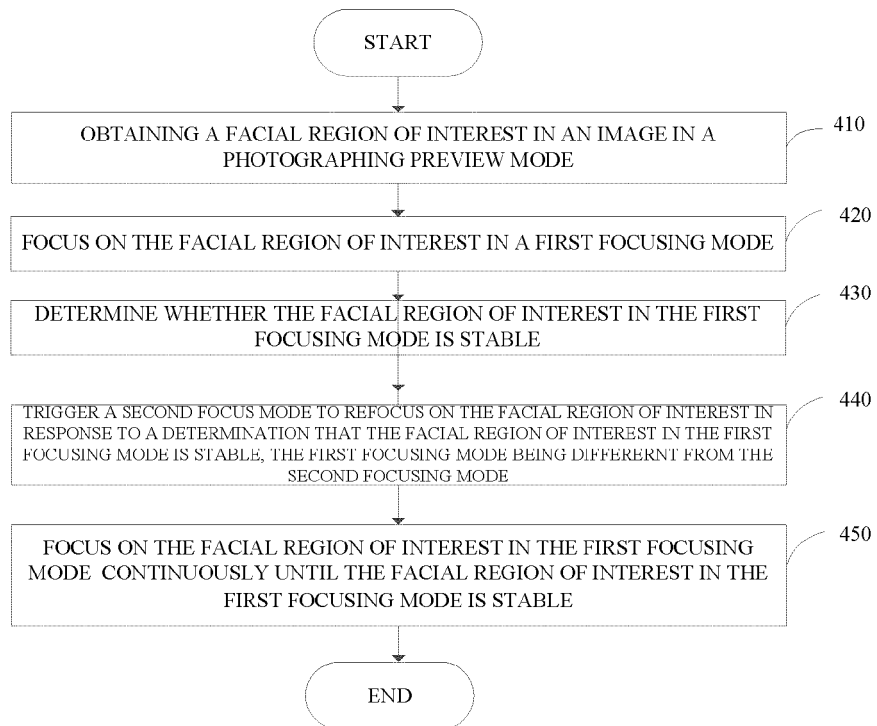 START
OBTAINING A FACIAL REGION OF INTEREST IN AN IMAGE IN A
PHOTOGRAPHING PREVIEW MODE
410
FOCUS ON THE FACIAL REGION OF INTEREST IN A FIRST FOCUSING MODE
420
DETERMINE WHETHER THE FACIAL REGION OF INTEREST IN THE FIRST
FOCUSING MODE IS STABLE
430
TRIGGER A SECOND FOCUS MODE TO REFOCUS ON THE FACIAL REGION OF INTEREST IN
RESPONSE TO A DETERMINATION THAT THE FACIAL REGION OF INTEREST IN THE FIRST
FOCUSING MODE IS STABLE, THE FIRST FOCUSING MODE BEING DIFFERERNT FROM THE
SECOND FOCUSING MODE
440
FOCUS ON THE FACIAL REGION OF INTEREST IN THE FIRST FOCUSING
MODE CONTINUOUSLY UNTIL THE FACIAL REGION OF INTEREST IN THE
FIRST FOCUSING MODE IS STABLE
450
END